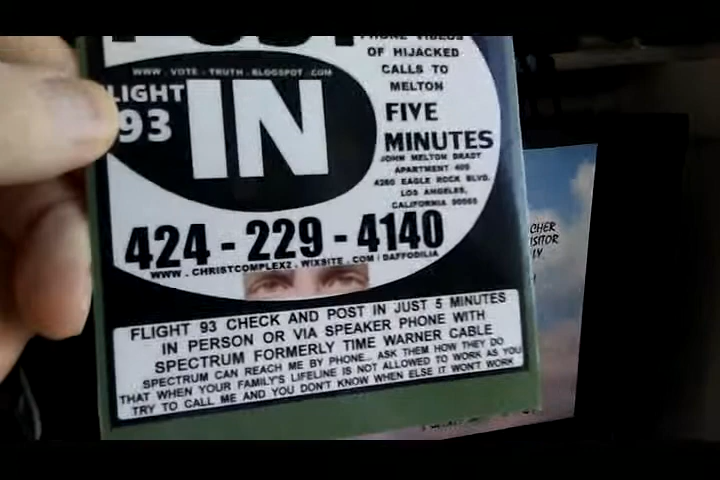 POST
PHONE VIDEOS
OF HIJACKED
CALLS TO
MELTON
WWW . VOTE - TRUTH . BLOGSPOT . COM
LIGHT
93
IN
FIVE
MINUTES
JOHN MELTON BRADY
APARTMENT 405
4260 EAGLE ROCK BLVD.
LOS ANGELES,
CALIFORNIA 90065
424 - 229 - 4140
WWW . CHRISTCOMPLEX2 . WIXSITE . COM / DAFFODILIA
FLIGHT 93 CHECK AND POST IN JUST 5 MINUTES
IN PERSON OR VIA SPEAKER PHONE WITH
SPECTRUM FORMERLY TIME WARNER CABLE
SPECTRUM CAN REACH ME BY PHONE... ASK THEM HOW THEY DO
THAT WHEN YOUR FAMILY'S LIFELINE IS NOT ALLOWED TO WORK AS YOU
TRY TO CALL ME AND YOU DON'T KNOW WHEN ELSE IT WON'T WORK
CHER
ISITOR